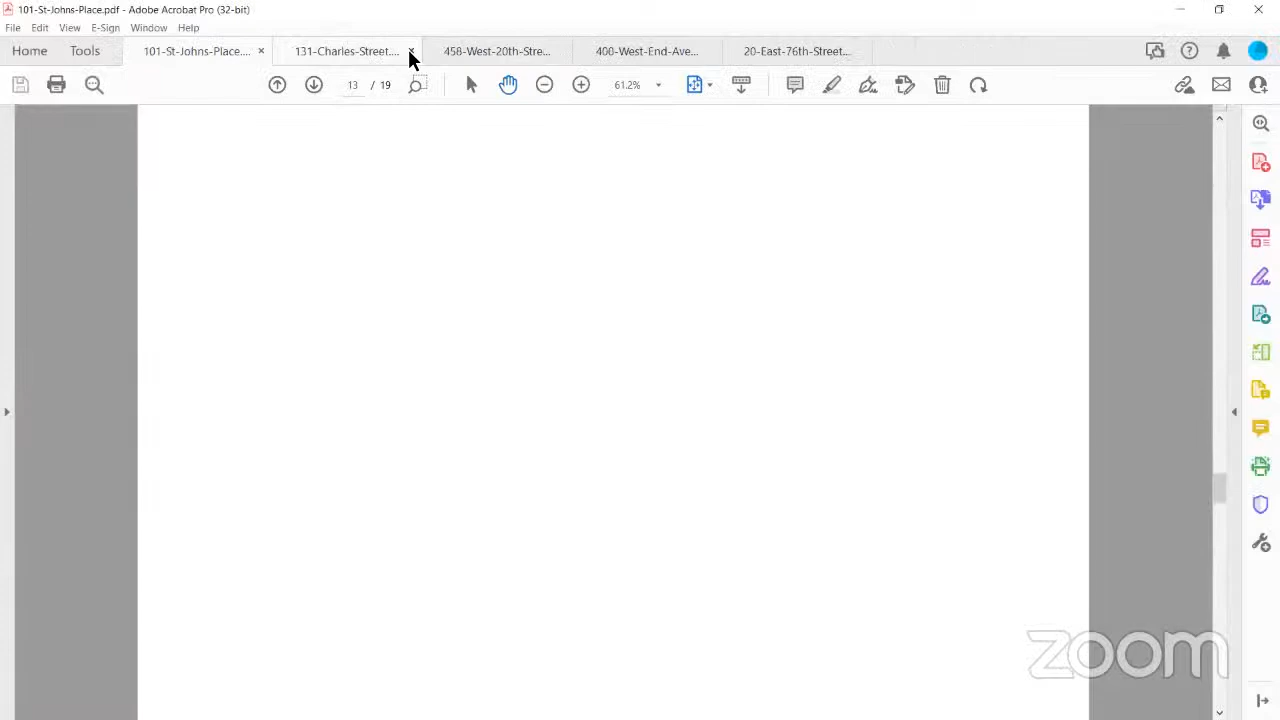 101-St-Johns-Place.pdf - Adobe Acrobat Pro (32-bit)
File Edit View E-Sign Window Help
Home Tools 101-St-Johns-Place.... × 131-Charles-Street.... × 458-West-20th-Stre... 400-West-End-Ave... 20-East-76th-Street...
13 / 19 61.2%
zoom